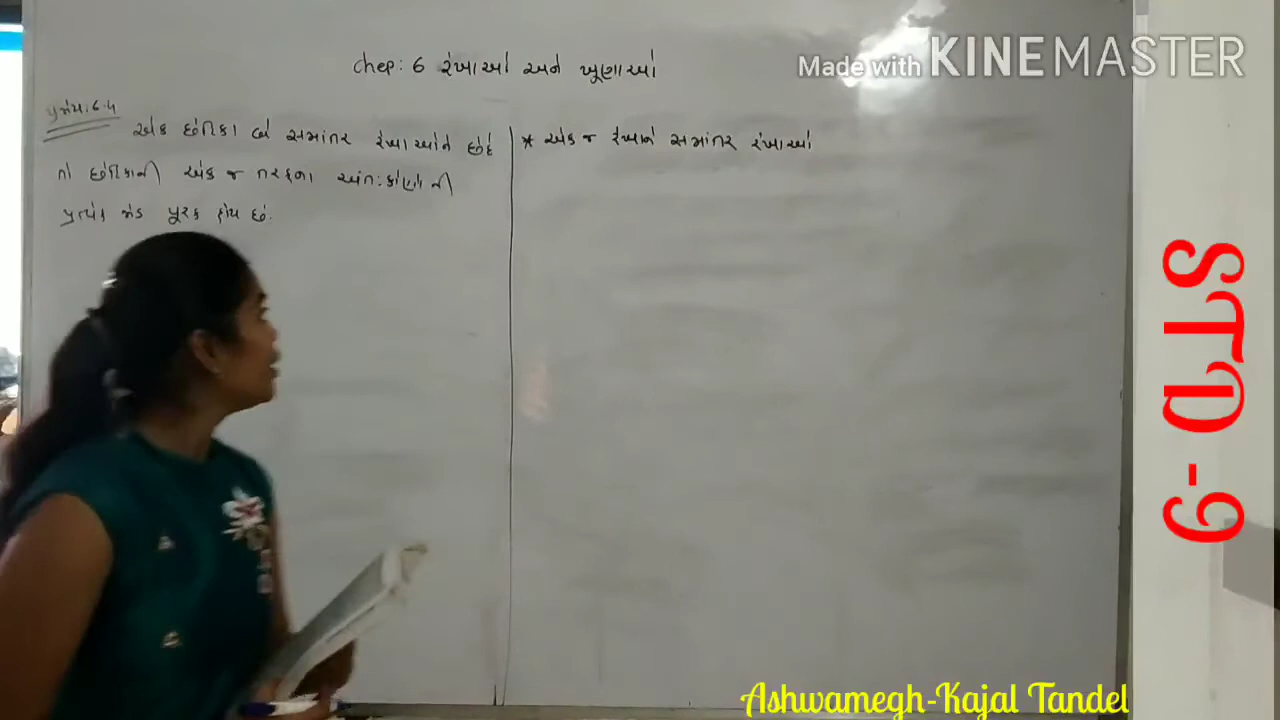 Made with KINEMASTER
chep: 6 રેખાઓ અને ખૂણાઓ
પ્રમેય: 6.4
એક છેદિકા બે સમાંતર રેખાઓને છેદે
તો છેદિકાની એક જ તરફના અંત:કોણો ની
પ્રત્યેક જોડ પૂરક હોય છે.
* એક જ રેખાને સમાંતર રેખાઓ
STD-9
Ashwamegh-Kajal Tandel